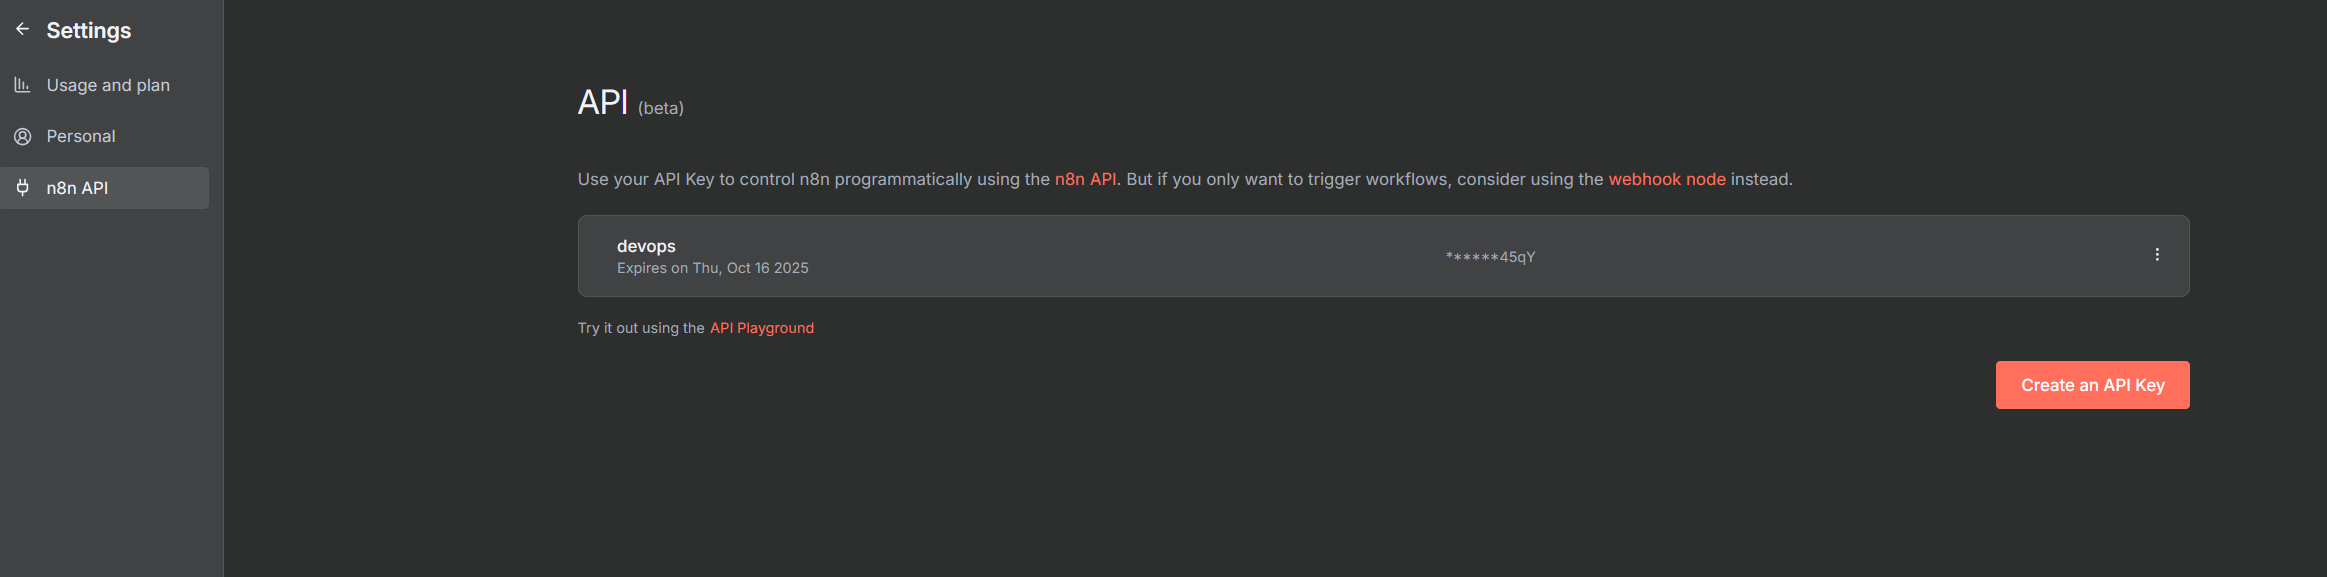 Settings
Usage and plan
Personal
n8n API
API (beta)
Use your API Key to control n8n programmatically using the n8n API. But if you only want to trigger workflows, consider using the webhook node instead.
devops
Expires on Thu, Oct 16 2025
******45qY
Try it out using the API Playground
Create an API Key